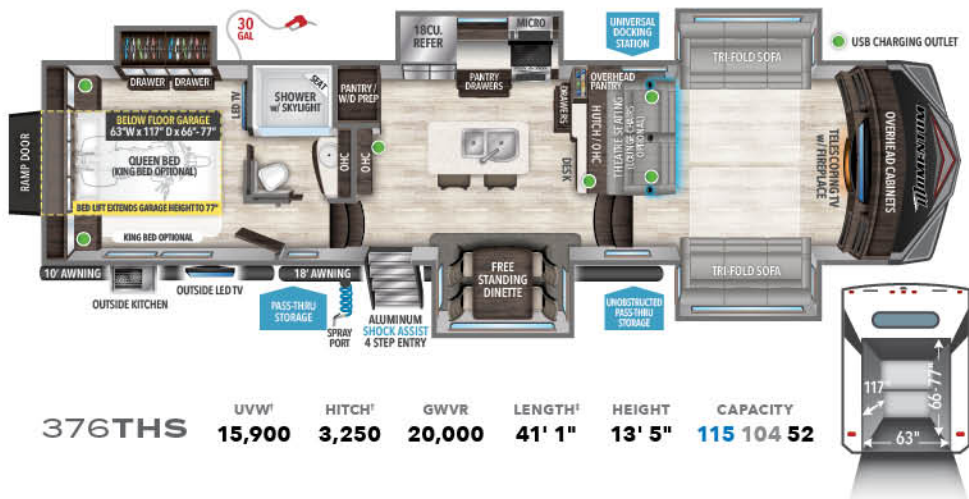 30
GAL
18CU.
REFER
MICRO
UNIVERSAL
DOCKING
STATION
TRI-FOLD SOFA
USB CHARGING OUTLET
DRAWER
DRAWER
LED TV
SHOWER
w/ SKYLIGHT
SEAT
PANTRY /
W/D PREP
PANTRY
DRAWERS
DRAWERS
OVERHEAD
PANTRY
HUTCH / OHC
THEATRE SEATING
(LOUNGE CHAIRS
OPTIONAL)
TELESCOPING TV
w/ FIREPLACE
OVERHEAD CABINETS
MOMENTUM
RAMP DOOR
BELOW FLOOR GARAGE
63"W x 117" D x 66"- 77"
QUEEN BED
(KING BED OPTIONAL)
BED LIFT EXTENDS GARAGE HEIGHT TO 77"
KING BED OPTIONAL
OHC
OHC
DESK
FREE
STANDING
DINETTE
TRI-FOLD SOFA
10' AWNING
18' AWNING
OUTSIDE KITCHEN
OUTSIDE LED TV
PASS-THRU
STORAGE
SPRAY
PORT
ALUMINUM
SHOCK ASSIST
4 STEP ENTRY
UNOBSTRUCTED
PASS-THRU
STORAGE
117"
66-77"
63"
376THS
UVW† HITCH† GWVR LENGTH‡ HEIGHT CAPACITY
15,900 3,250 20,000 41' 1" 13' 5" 115 104 52